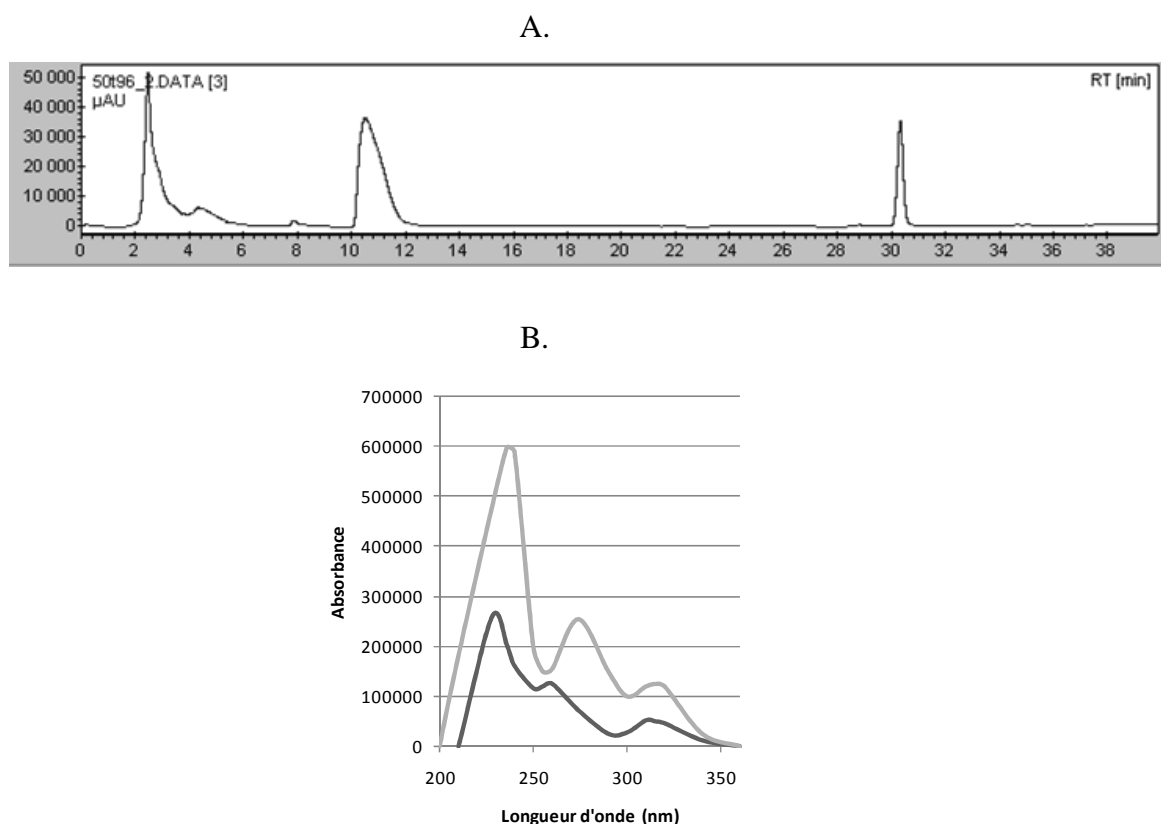 A.
50 000
40 000
30 000
20 000
10 000
0
50t96_2.DATA [3]
µAU
RT [min]
0 2 4 6 8 10 12 14 16 18 20 22 24 26 28 30 32 34 36 38
B.
700000
600000
500000
400000
300000
200000
100000
0
Absorbance
200 250 300 350
Longueur d'onde (nm)